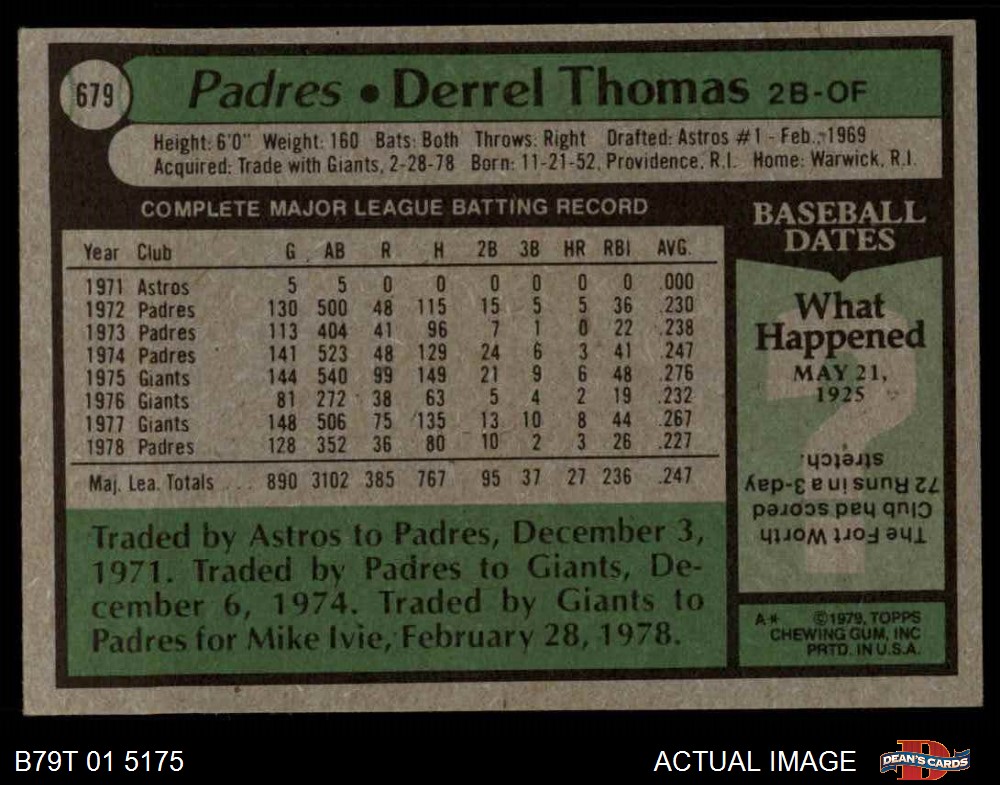 679
Padres • Derrel Thomas 2B-OF
Height: 6'0" Weight: 160 Bats: Both Throws: Right Drafted: Astros #1 - Feb., 1969
Acquired: Trade with Giants, 2-28-78 Born: 11-21-52, Providence, R.I. Home: Warwick, R.I.
COMPLETE MAJOR LEAGUE BATTING RECORD
Year Club G AB R H 2B 3B HR RBI AVG.
1971 Astros 5 5 0 0 0 0 0 0 .000
1972 Padres 130 500 48 115 15 5 5 36 .230
1973 Padres 113 404 41 96 7 1 0 22 .238
1974 Padres 141 523 48 129 24 6 3 41 .247
1975 Giants 144 540 99 149 21 9 6 48 .276
1976 Giants 81 272 38 63 5 4 2 19 .232
1977 Giants 148 506 75 135 13 10 8 44 .267
1978 Padres 128 352 36 80 10 2 3 26 .227
Maj. Lea. Totals ... 890 3102 385 767 95 37 27 236 .247
Traded by Astros to Padres, December 3,
1971. Traded by Padres to Giants, De-
cember 6, 1974. Traded by Giants to
Padres for Mike Ivie, February 28, 1978.
BASEBALL
DATES
What
Happened
MAY 21,
1925
?
The Fort Worth
Club had scored
72 Runs in a 3-day
stretch.
A* ©1979, TOPPS
CHEWING GUM, INC
PRTD. IN U.S.A.
B79T 01 5175
ACTUAL IMAGE
D
DEAN'S CARDS